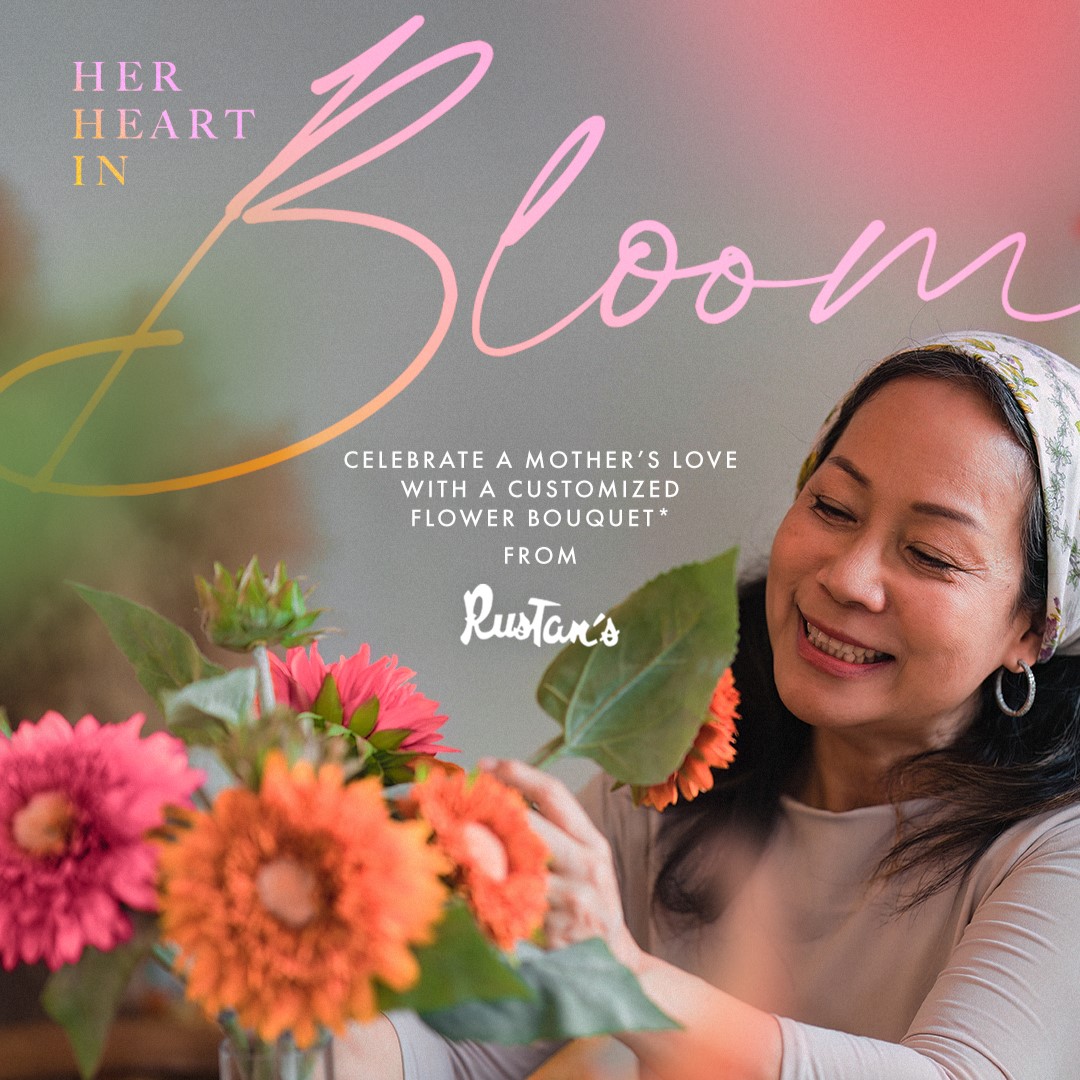 HER
HEART
IN
Bloom
CELEBRATE A MOTHER'S LOVE
WITH A CUSTOMIZED
FLOWER BOUQUET*
FROM
Rustan's